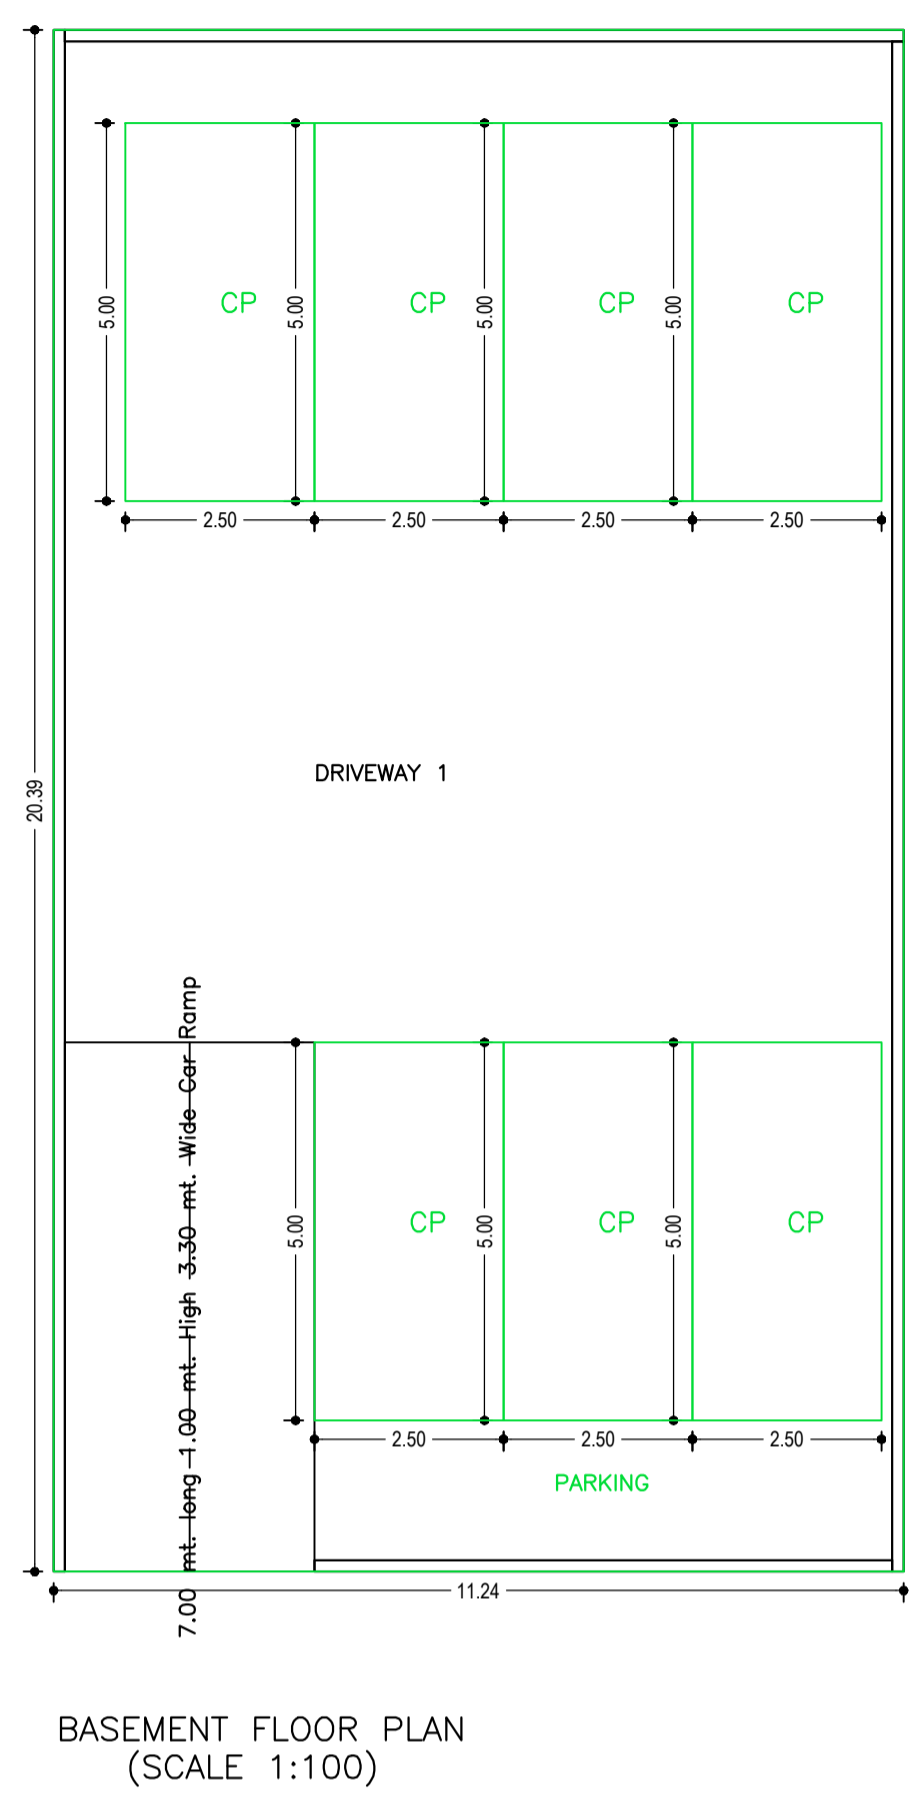 CP CP CP CP
5.00 5.00 5.00 5.00
2.50 2.50 2.50 2.50
DRIVEWAY 1
20.39
7.00 mt. long 1.00 mt. High 3.30 mt. Wide Car Ramp
CP CP CP
5.00 5.00 5.00
2.50 2.50 2.50
PARKING
11.24
BASEMENT FLOOR PLAN
(SCALE 1:100)